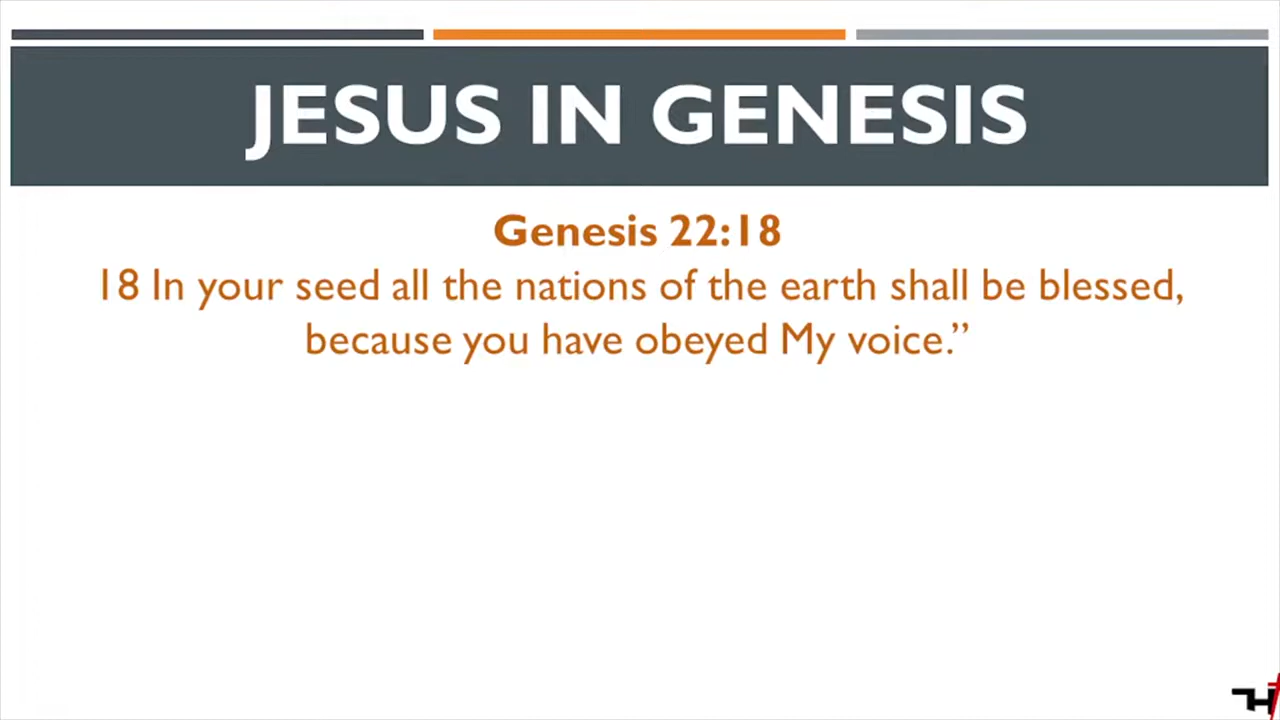 JESUS IN GENESIS
Genesis 22:18
18 In your seed all the nations of the earth shall be blessed,
because you have obeyed My voice.”